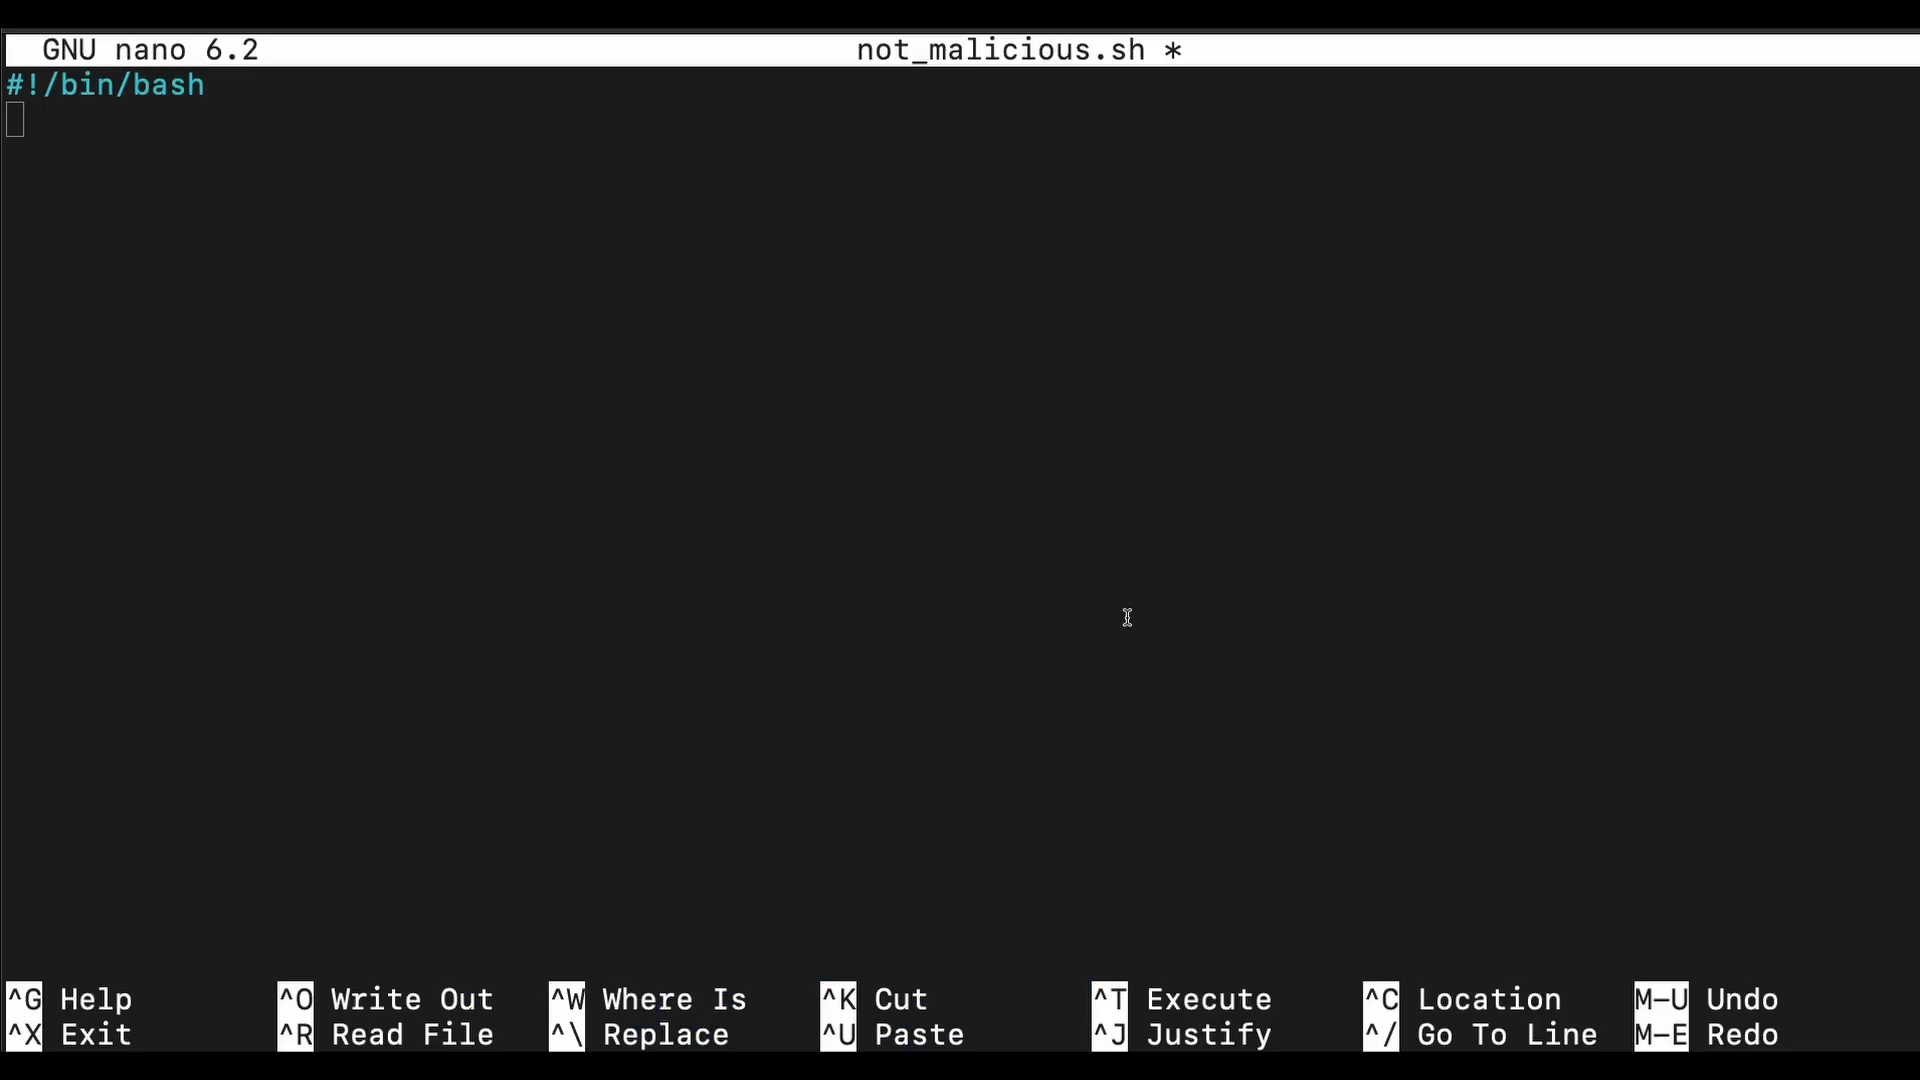 GNU nano 6.2 not_malicious.sh *
#!/bin/bash
^G Help ^O Write Out ^W Where Is ^K Cut ^T Execute ^C Location M-U Undo
^X Exit ^R Read File ^\ Replace ^U Paste ^J Justify ^/ Go To Line M-E Redo